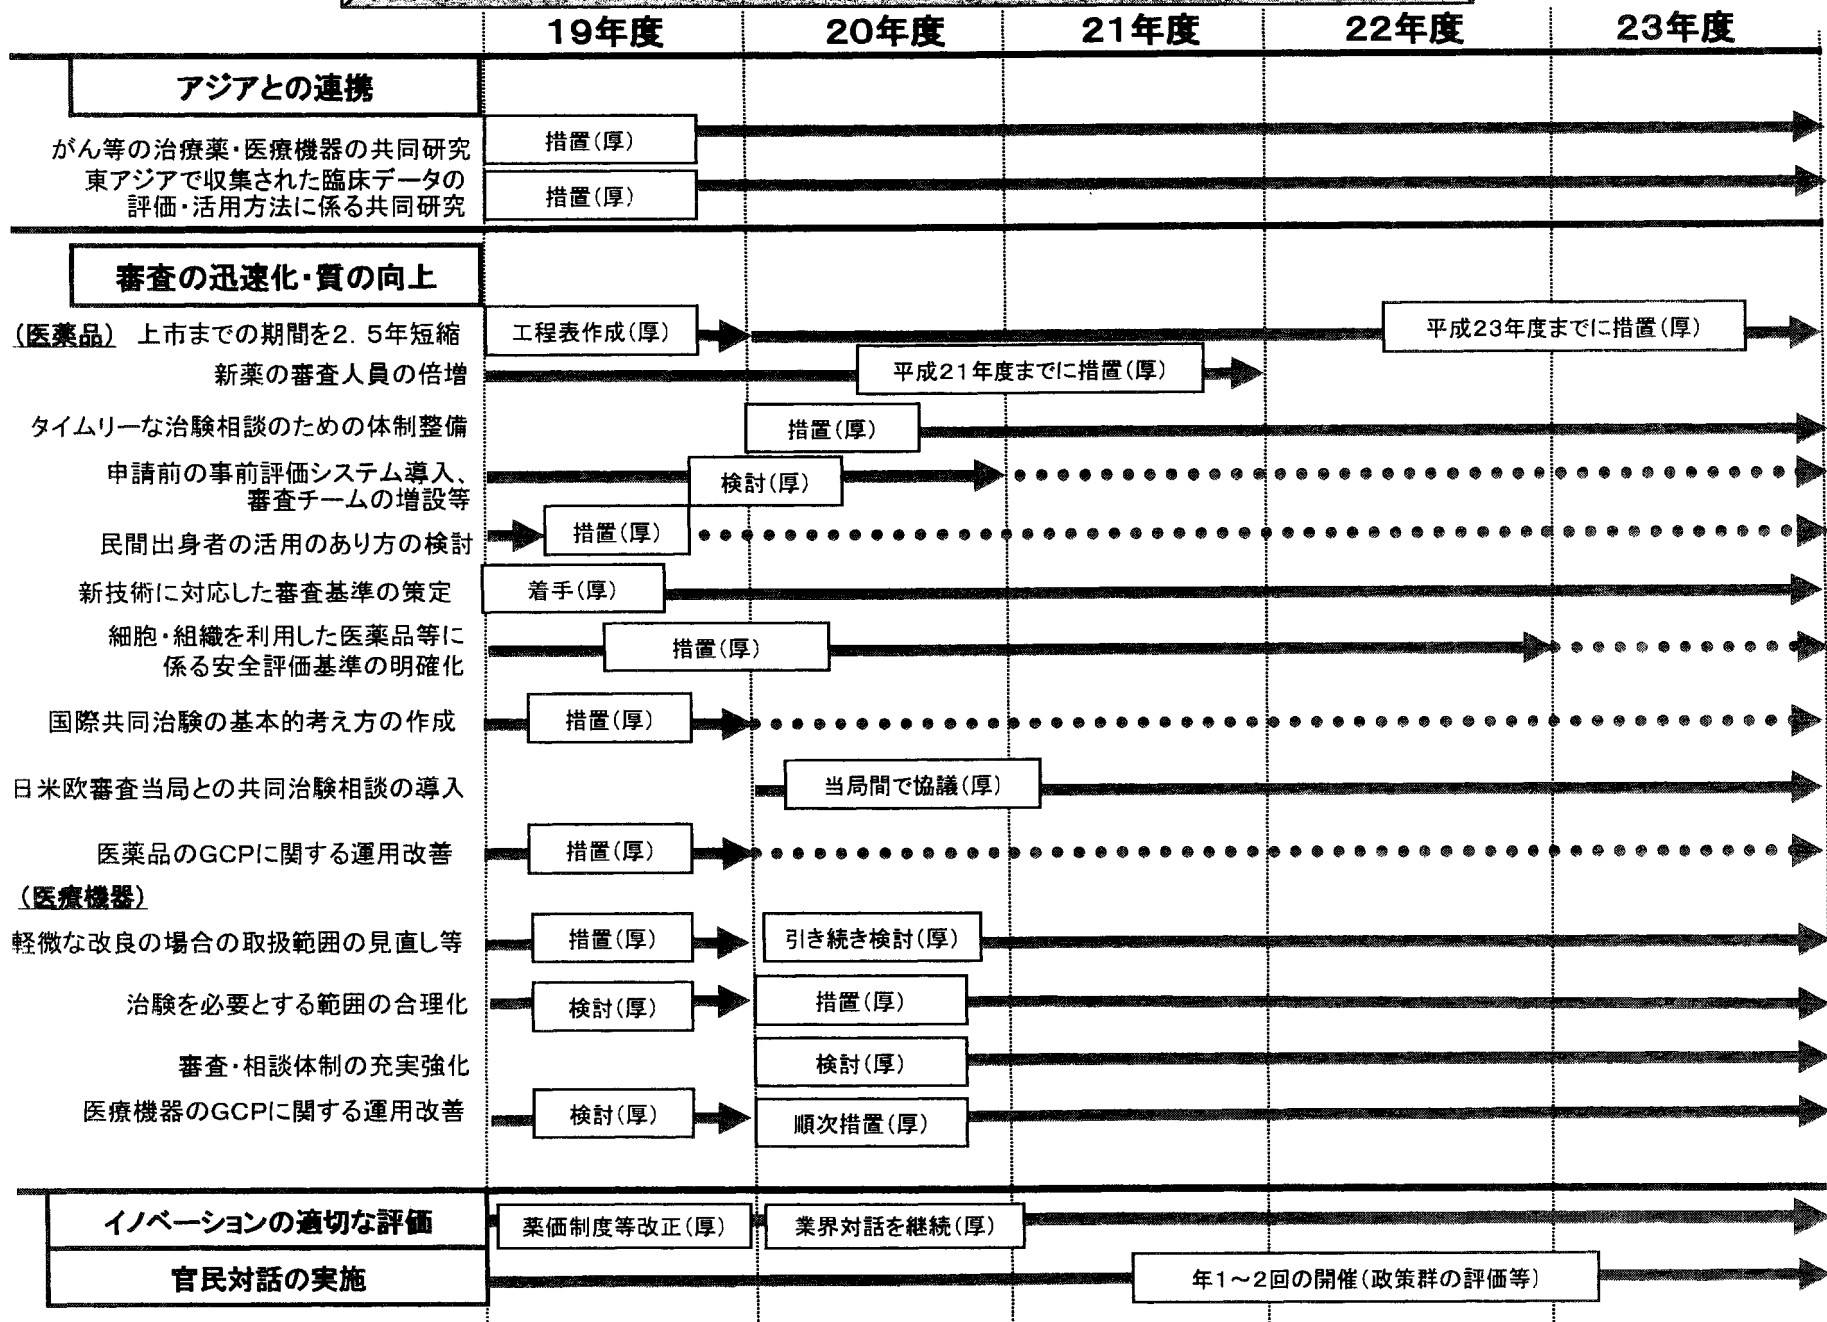 19年度 20年度 21年度 22年度 23年度
アジアとの連携
がん等の治療薬・医療機器の共同研究 措置(厚)
東アジアで収集された臨床データの
評価・活用方法に係る共同研究 措置(厚)
審査の迅速化・質の向上
(医薬品) 上市までの期間を2.5年短縮 工程表作成(厚) 平成23年度までに措置(厚)
新薬の審査人員の倍増 平成21年度までに措置(厚)
タイムリーな治験相談のための体制整備 措置(厚)
申請前の事前評価システム導入、
審査チームの増設等 検討(厚)
民間出身者の活用のあり方の検討 措置(厚)
新技術に対応した審査基準の策定 着手(厚)
細胞・組織を利用した医薬品等に
係る安全評価基準の明確化 措置(厚)
国際共同治験の基本的考え方の作成 措置(厚)
日米欧審査当局との共同治験相談の導入 当局間で協議(厚)
医薬品のGCPに関する運用改善 措置(厚)
(医療機器)
軽微な改良の場合の取扱範囲の見直し等 措置(厚) 引き続き検討(厚)
治験を必要とする範囲の合理化 検討(厚) 措置(厚)
審査・相談体制の充実強化 検討(厚)
医療機器のGCPに関する運用改善 検討(厚) 順次措置(厚)
イノベーションの適切な評価 薬価制度等改正(厚) 業界対話を継続(厚)
官民対話の実施 年1~2回の開催(政策群の評価等)